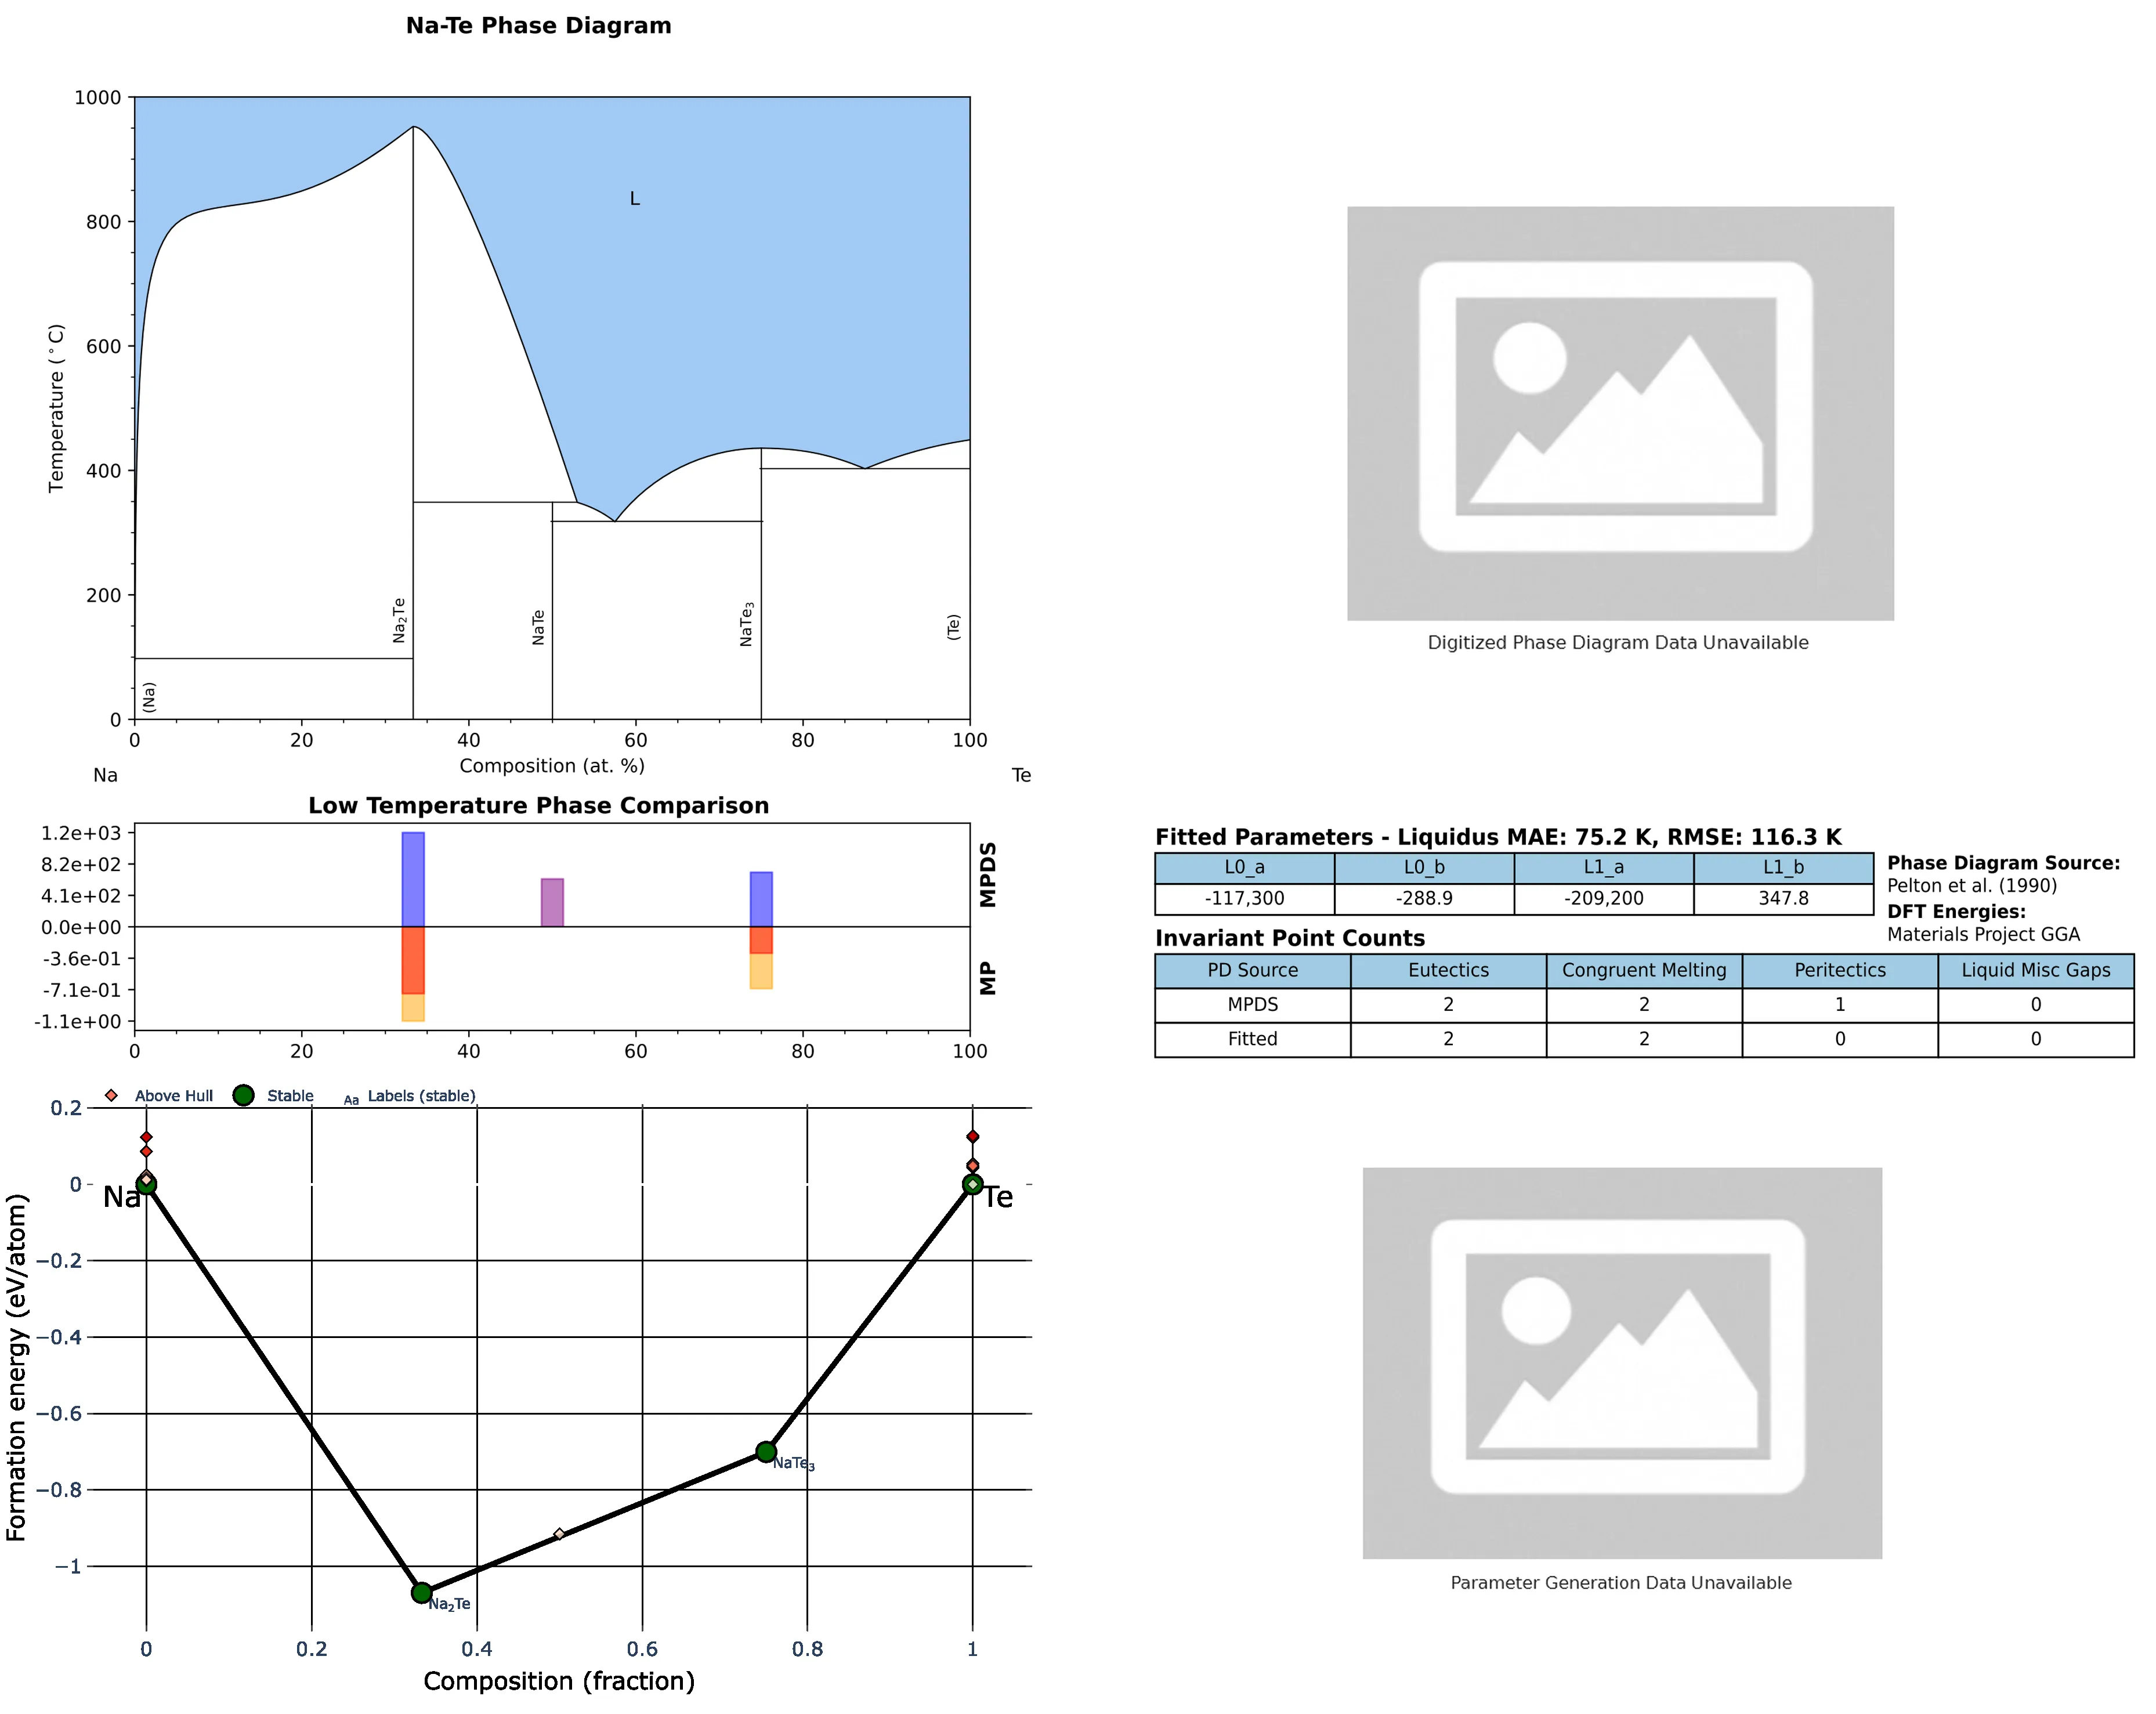 Na-Te Phase Diagram
1000
800
600
400
200
0
Temperature (°C)
L
Na₂Te
NaTe
NaTe₃
(Te)
(Na)
0 20 40 60 80 100
Composition (at. %)
Na Te
Digitized Phase Diagram Data Unavailable
Low Temperature Phase Comparison
1.2e+03
8.2e+02
4.1e+02
0.0e+00
-3.6e-01
-7.1e-01
-1.1e+00
MPDS
MP
0 20 40 60 80 100
Fitted Parameters - Liquidus MAE: 75.2 K, RMSE: 116.3 K
L0_a L0_b L1_a L1_b
-117,300 -288.9 -209,200 347.8
Phase Diagram Source:
Pelton et al. (1990)
DFT Energies:
Materials Project GGA
Invariant Point Counts
PD Source Eutectics Congruent Melting Peritectics Liquid Misc Gaps
MPDS 2 2 1 0
Fitted 2 2 0 0
Above Hull Stable Aa Labels (stable)
0.2
0
−0.2
−0.4
−0.6
−0.8
−1
Formation energy (eV/atom)
Na
Te
NaTe₃
Na₂Te
0 0.2 0.4 0.6 0.8 1
Composition (fraction)
Parameter Generation Data Unavailable